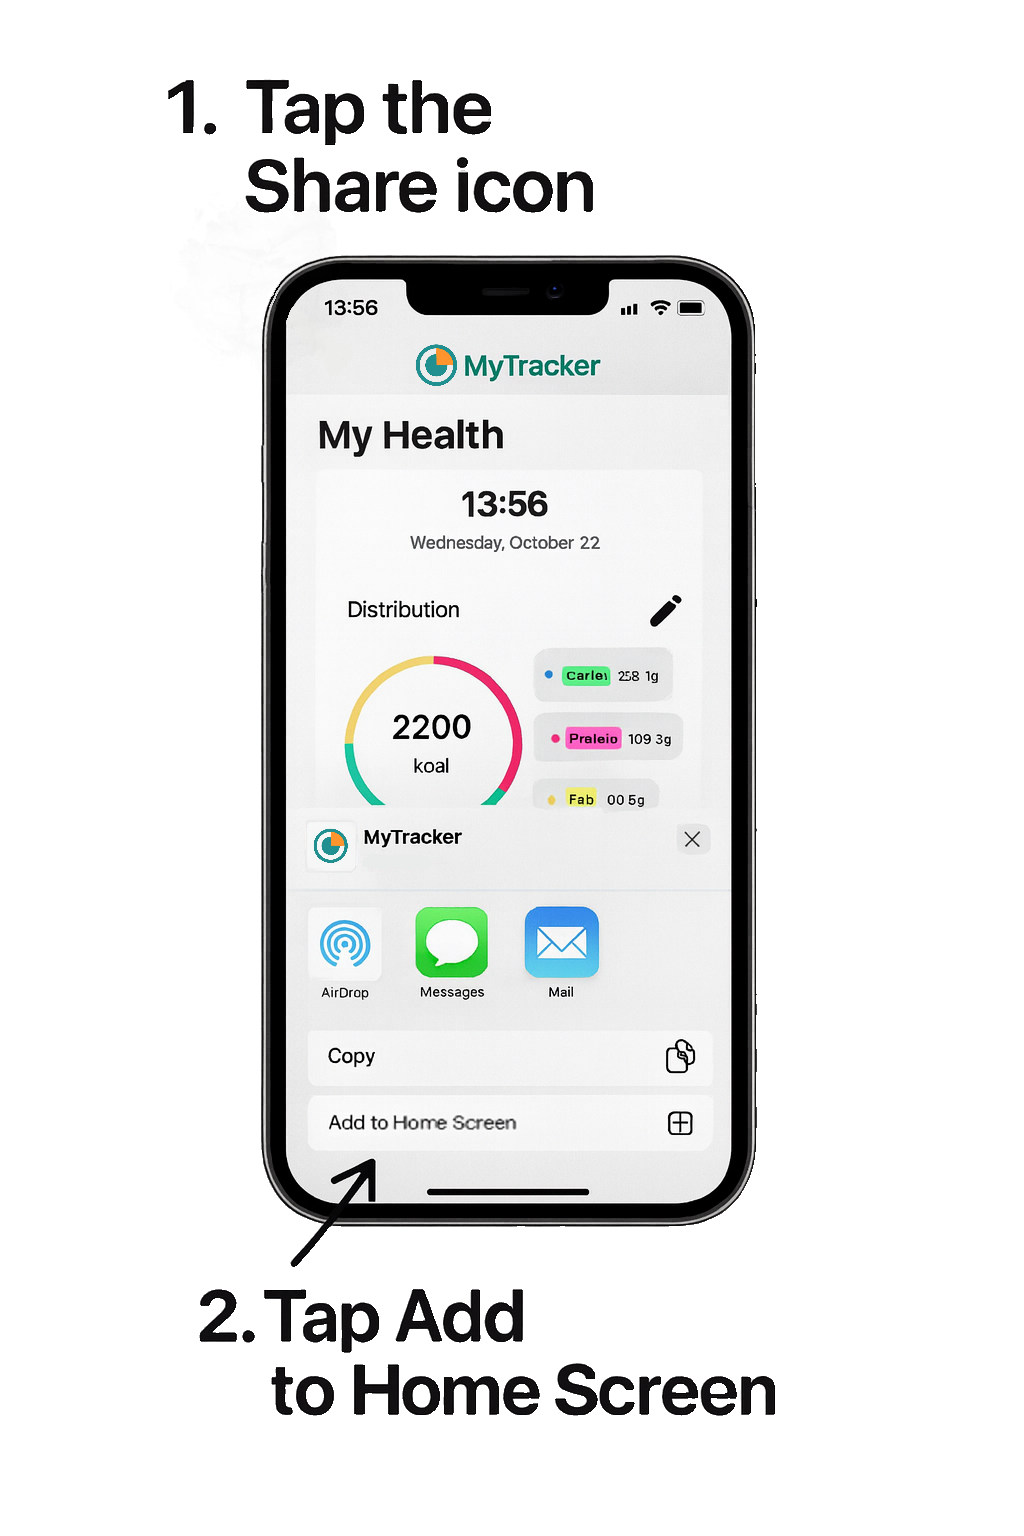 1. Tap the
Share icon
13:56
MyTracker
My Health
13:56
Wednesday, October 22
Distribution
2200
koal
258 1g
Praleio 109 3g
Fab 00 5g
MyTracker
AirDrop
Messages
Mail
Copy
Add to Home Screen
2. Tap Add
to Home Screen